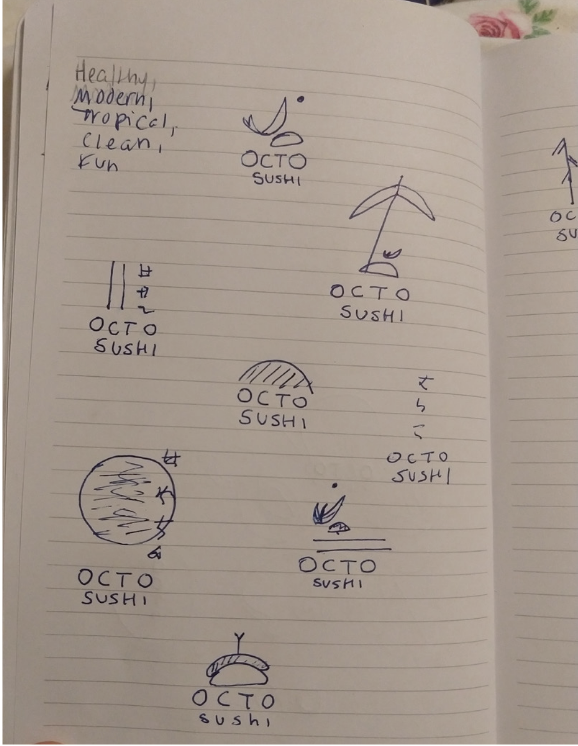 Healthy,
Modern,
Tropical,
Clean,
Fun
OCTO
SUSHI
OCTO
SUSHI
OCTO
SUSHI
OCTO
SUSHI
OCTO
SUSHI
OCTO
SUSHI
OCTO
SUSHI
OCTO
sushi
OC
SU